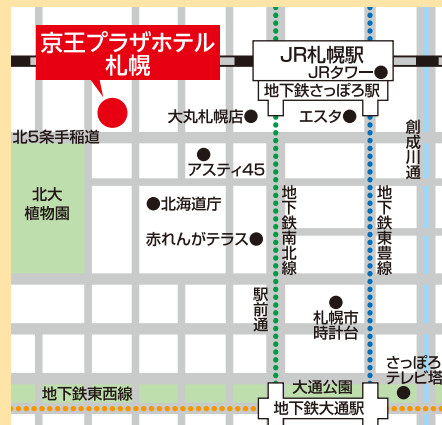 京王プラザホテル
札幌
JR札幌駅
JRタワー
地下鉄さっぽろ駅
大丸札幌店
エスタ
北5条手稲道
アスティ45
創成川通
北大
植物園
北海道庁
赤れんがテラス
地下鉄南北線
地下鉄東豊線
駅前通
札幌市
時計台
さっぽろ
テレビ塔
大通公園
地下鉄東西線
地下鉄大通駅